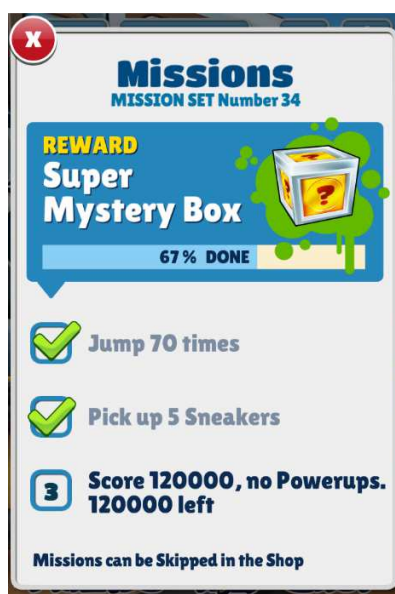 X
Missions
MISSION SET Number 34
REWARD
Super
Mystery Box
? ? ?
67% DONE
Jump 70 times
Pick up 5 Sneakers
3
Score 120000, no Powerups.
120000 left
Missions can be Skipped in the Shop